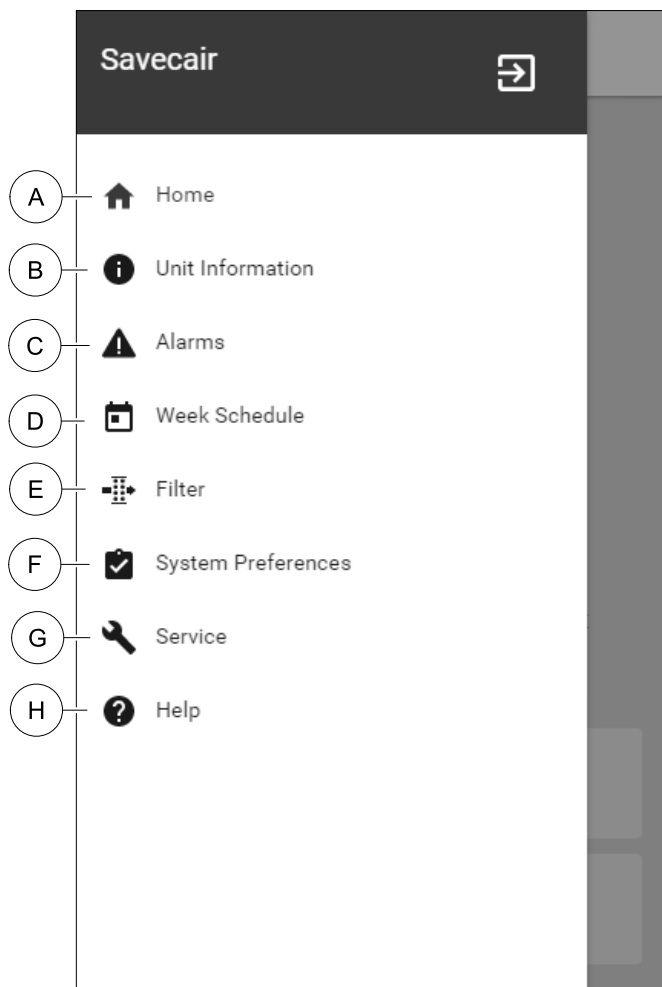 Savecair
A Home
B Unit Information
C Alarms
D Week Schedule
E Filter
F System Preferences
G Service
H Help